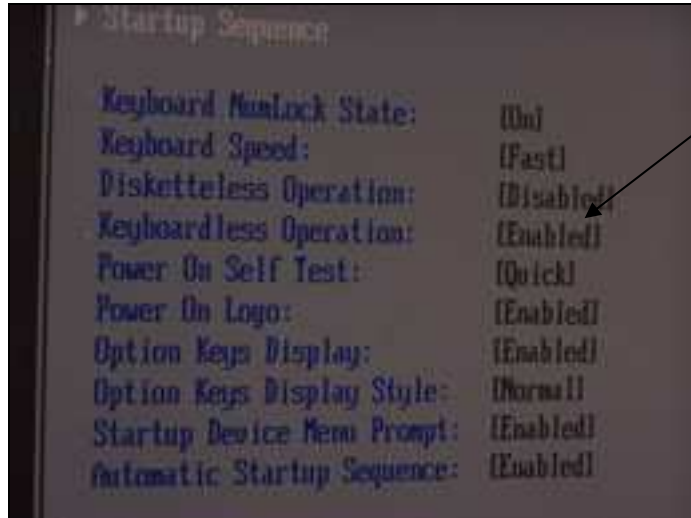 ▸ Startup Sequence
Keyboard NumLock State: [On]
Keyboard Speed: [Fast]
Disketteless Operation: [Disabled]
Keyboardless Operation: [Enabled]
Power On Self Test: [Quick]
Power On Logo: [Enabled]
Option Keys Display: [Enabled]
Option Keys Display Style: [Normal]
Startup Device Menu Prompt: [Enabled]
Automatic Startup Sequence: [Enabled]